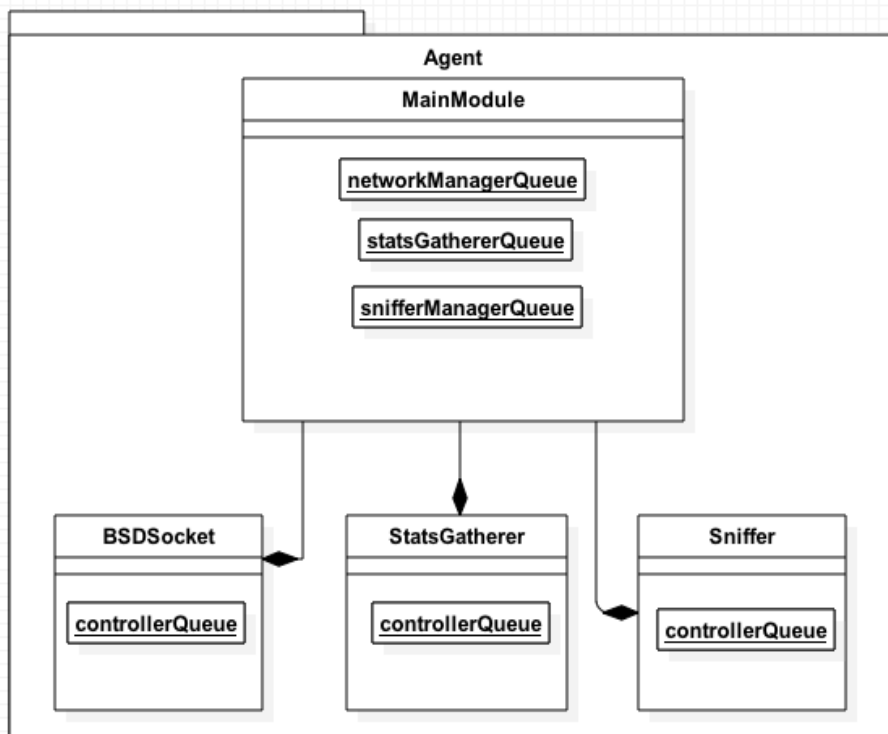 Agent
MainModule
networkManagerQueue
statsGathererQueue
snifferManagerQueue
BSDSocket
StatsGatherer
Sniffer
controllerQueue
controllerQueue
controllerQueue